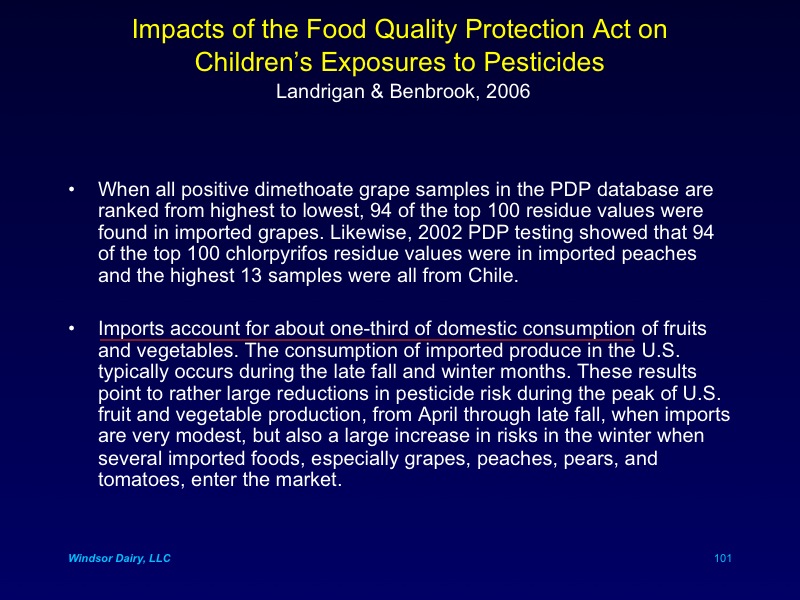 Impacts of the Food Quality Protection Act on
Children’s Exposures to Pesticides
Landrigan & Benbrook, 2006
• When all positive dimethoate grape samples in the PDP database are
ranked from highest to lowest, 94 of the top 100 residue values were
found in imported grapes. Likewise, 2002 PDP testing showed that 94
of the top 100 chlorpyrifos residue values were in imported peaches
and the highest 13 samples were all from Chile.
• Imports account for about one-third of domestic consumption of fruits
and vegetables. The consumption of imported produce in the U.S.
typically occurs during the late fall and winter months. These results
point to rather large reductions in pesticide risk during the peak of U.S.
fruit and vegetable production, from April through late fall, when imports
are very modest, but also a large increase in risks in the winter when
several imported foods, especially grapes, peaches, pears, and
tomatoes, enter the market.
Windsor Dairy, LLC
101